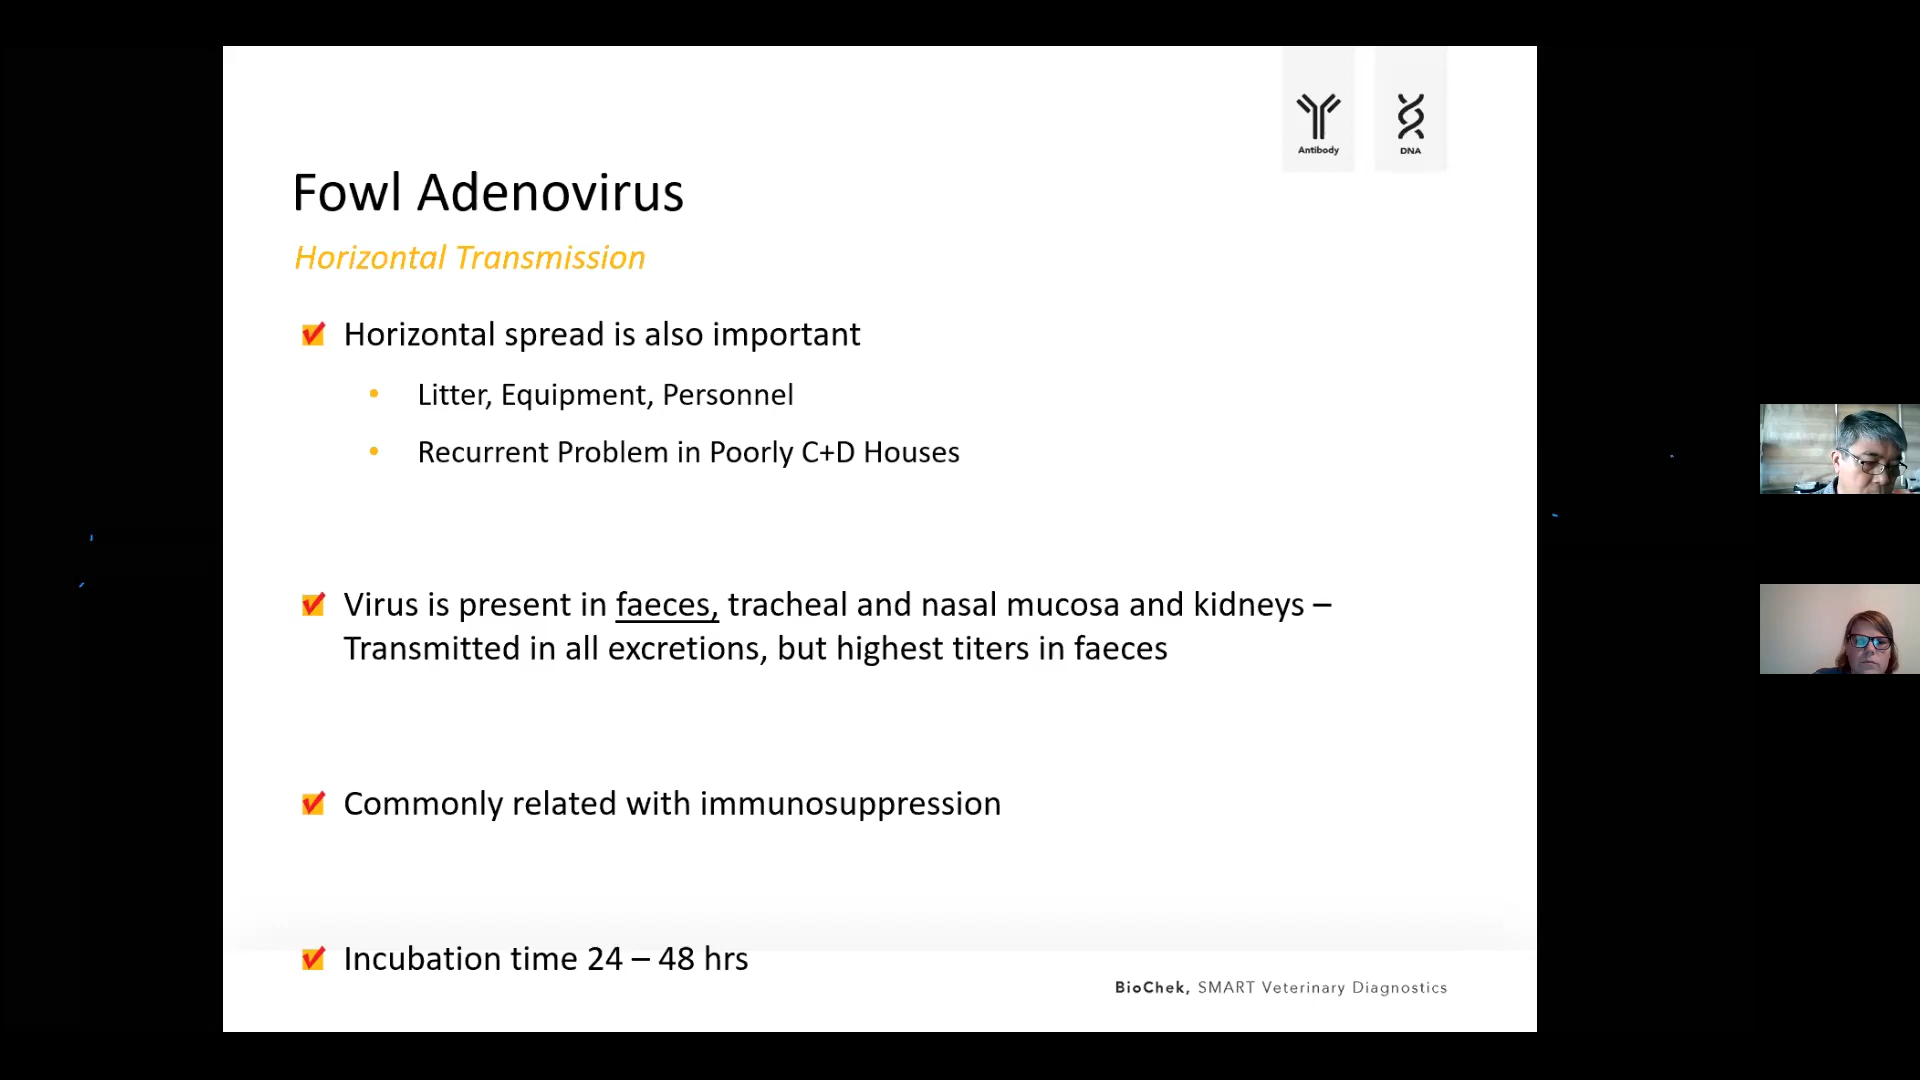 Antibody
DNA
Fowl Adenovirus
Horizontal Transmission
Horizontal spread is also important
• Litter, Equipment, Personnel
• Recurrent Problem in Poorly C+D Houses
Virus is present in faeces, tracheal and nasal mucosa and kidneys –
Transmitted in all excretions, but highest titers in faeces
Commonly related with immunosuppression
Incubation time 24 – 48 hrs
BioChek, SMART Veterinary Diagnostics